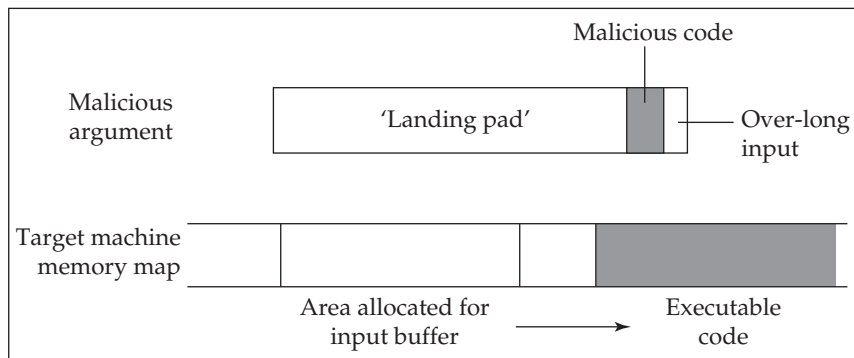 Malicious code
Malicious
argument
‘Landing pad’
Over-long
input
Target machine
memory map
Area allocated for
input buffer
Executable
code